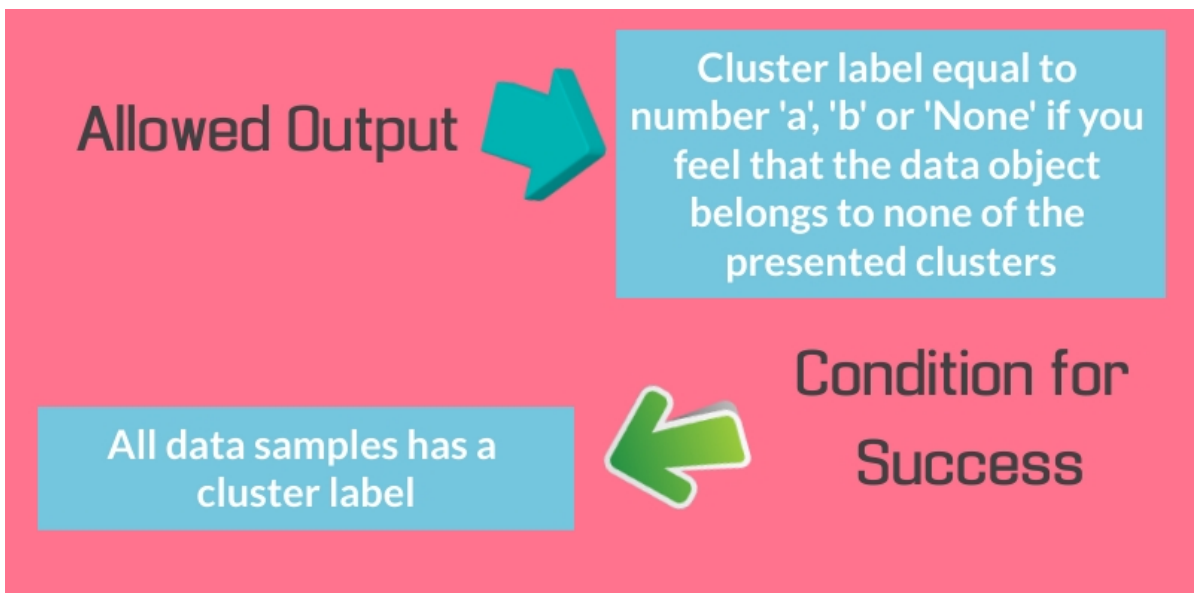 Allowed Output
Cluster label equal to
number 'a', 'b' or 'None' if you
feel that the data object
belongs to none of the
presented clusters
Condition for
Success
All data samples has a
cluster label